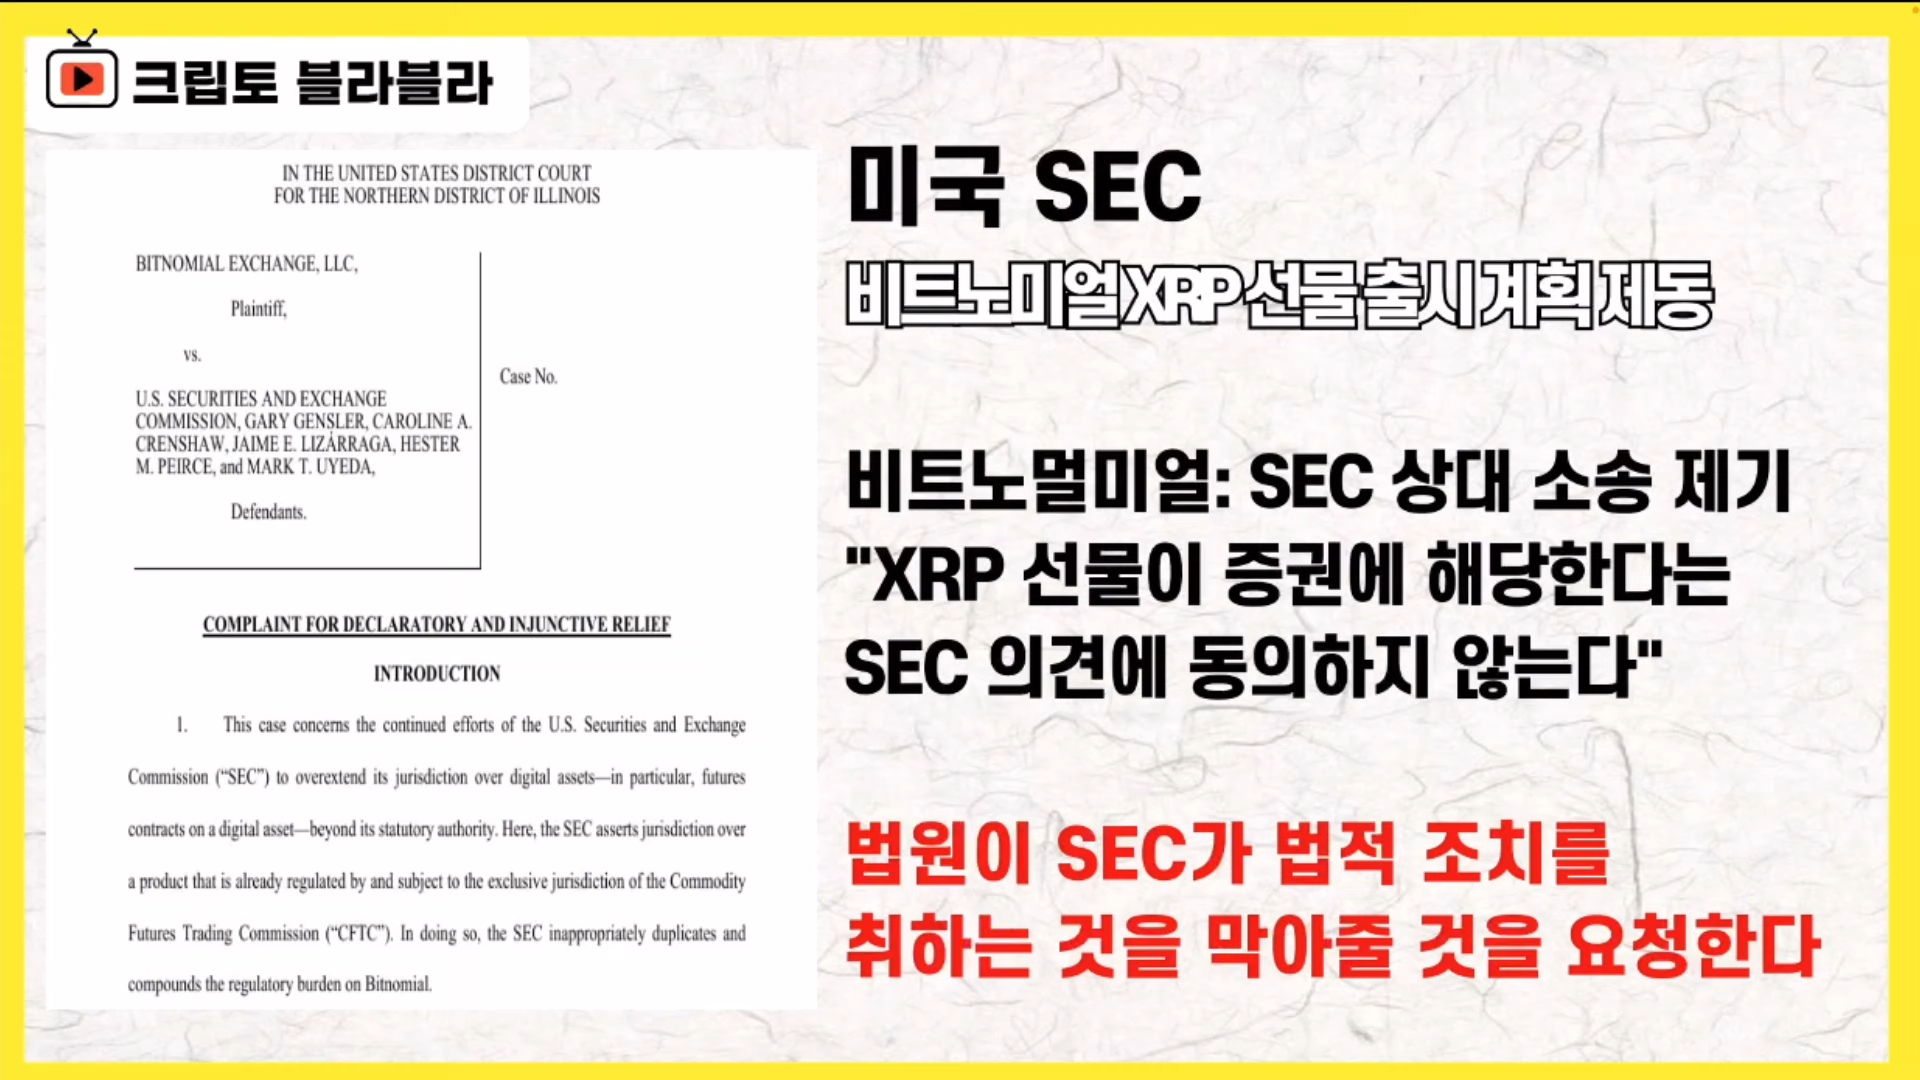 크립토 블라블라
IN THE UNITED STATES DISTRICT COURT
FOR THE NORTHERN DISTRICT OF ILLINOIS
BITNOMIAL EXCHANGE, LLC,
Plaintiff,
vs.
U.S. SECURITIES AND EXCHANGE
COMMISSION, GARY GENSLER, CAROLINE A.
CRENSHAW, JAIME E. LIZÁRRAGA, HESTER
M. PEIRCE, and MARK T. UYEDA,
Defendants.
Case No.
COMPLAINT FOR DECLARATORY AND INJUNCTIVE RELIEF
INTRODUCTION
1. This case concerns the continued efforts of the U.S. Securities and Exchange
Commission (“SEC”) to overextend its jurisdiction over digital assets—in particular, futures
contracts on a digital asset—beyond its statutory authority. Here, the SEC asserts jurisdiction over
a product that is already regulated by and subject to the exclusive jurisdiction of the Commodity
Futures Trading Commission (“CFTC”). In doing so, the SEC inappropriately duplicates and
compounds the regulatory burden on Bitnomial.
미국 SEC
비트노미얼 XRP 선물 출시 계획 제동
비트노멀미얼: SEC 상대 소송 제기
"XRP 선물이 증권에 해당한다는
SEC 의견에 동의하지 않는다"
법원이 SEC가 법적 조치를
취하는 것을 막아줄 것을 요청한다